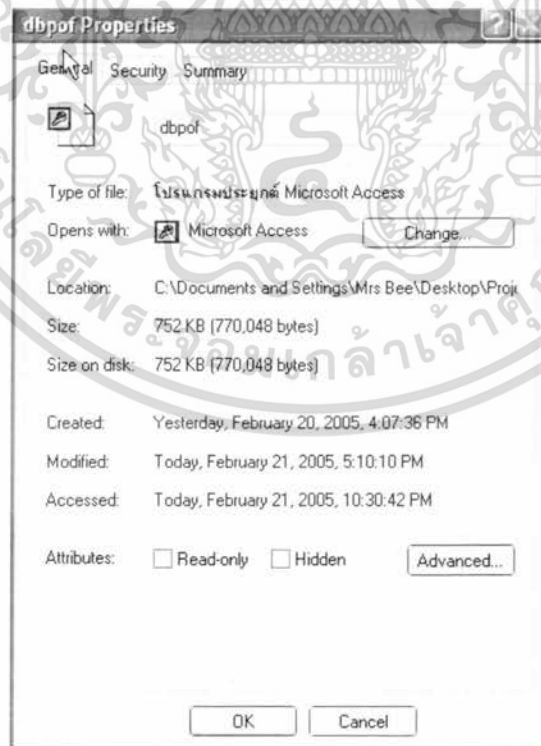 dbpof Properties
General Security Summary
dbpof
Type of file: โปรแกรมประยุกต์ Microsoft Access
Opens with: Microsoft Access Change...
Location: C:\Documents and Settings\Mrs Bee\Desktop\Proj
Size: 752 KB (770,048 bytes)
Size on disk: 752 KB (770,048 bytes)
Created: Yesterday, February 20, 2005, 4:07:36 PM
Modified: Today, February 21, 2005, 5:10:10 PM
Accessed: Today, February 21, 2005, 10:30:42 PM
Attributes: Read-only Hidden Advanced...
OK Cancel